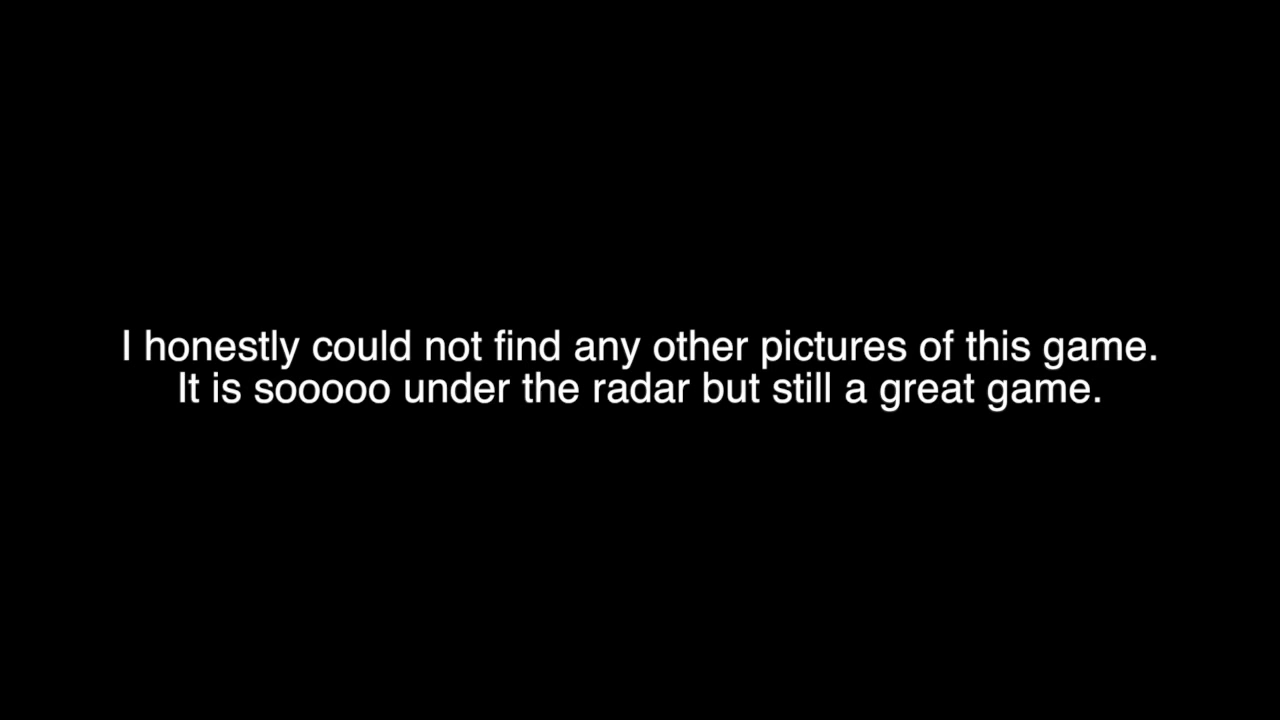 I honestly could not find any other pictures of this game.
It is sooooo under the radar but still a great game.